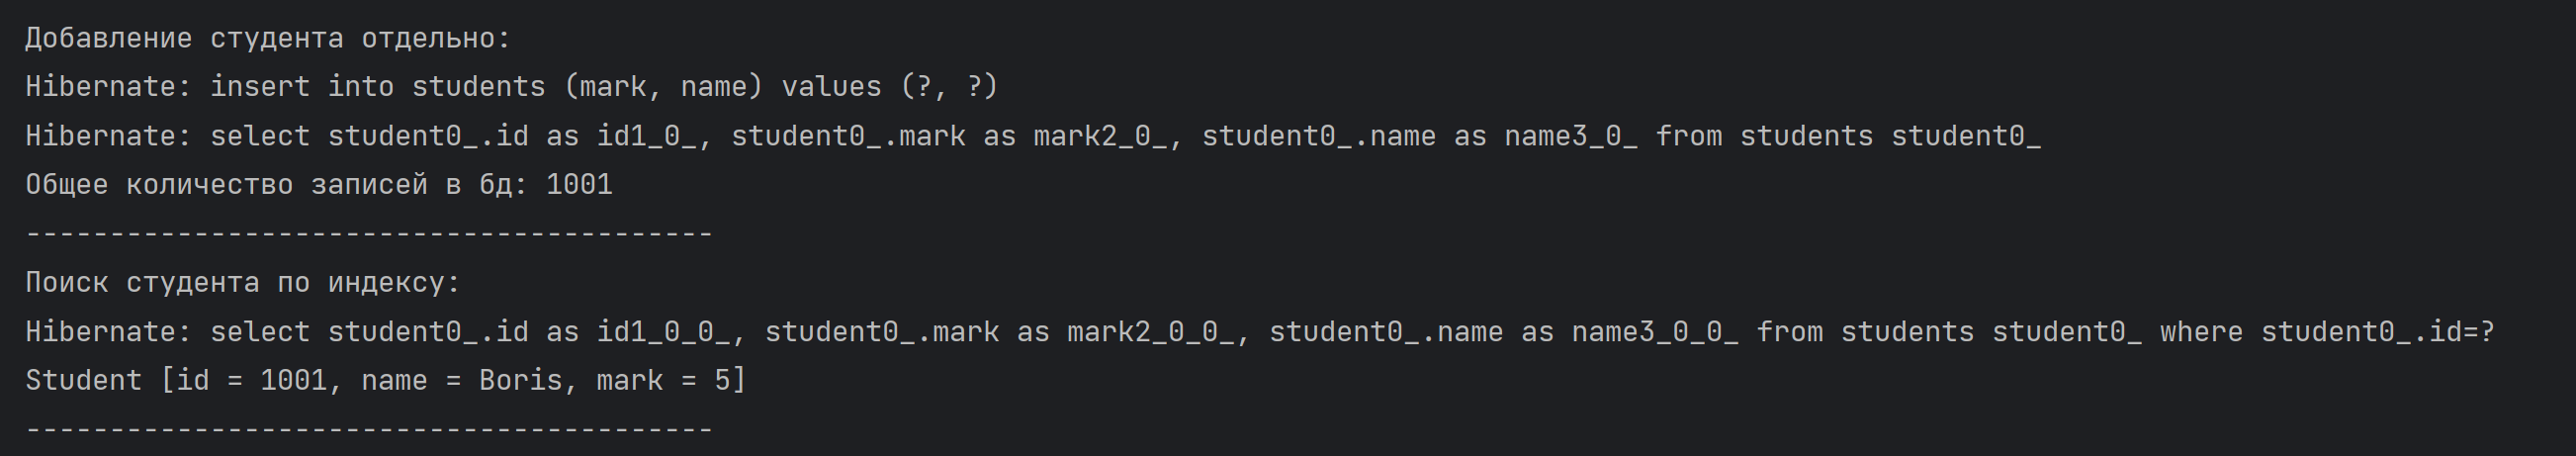 Добавление студента отдельно:
Hibernate: insert into students (mark, name) values (?, ?)
Hibernate: select student0_.id as id1_0_, student0_.mark as mark2_0_, student0_.name as name3_0_ from students student0_
Общее количество записей в бд: 1001
-----------------------------------------
Поиск студента по индексу:
Hibernate: select student0_.id as id1_0_0_, student0_.mark as mark2_0_0_, student0_.name as name3_0_0_ from students student0_ where student0_.id=?
Student [id = 1001, name = Boris, mark = 5]
-----------------------------------------